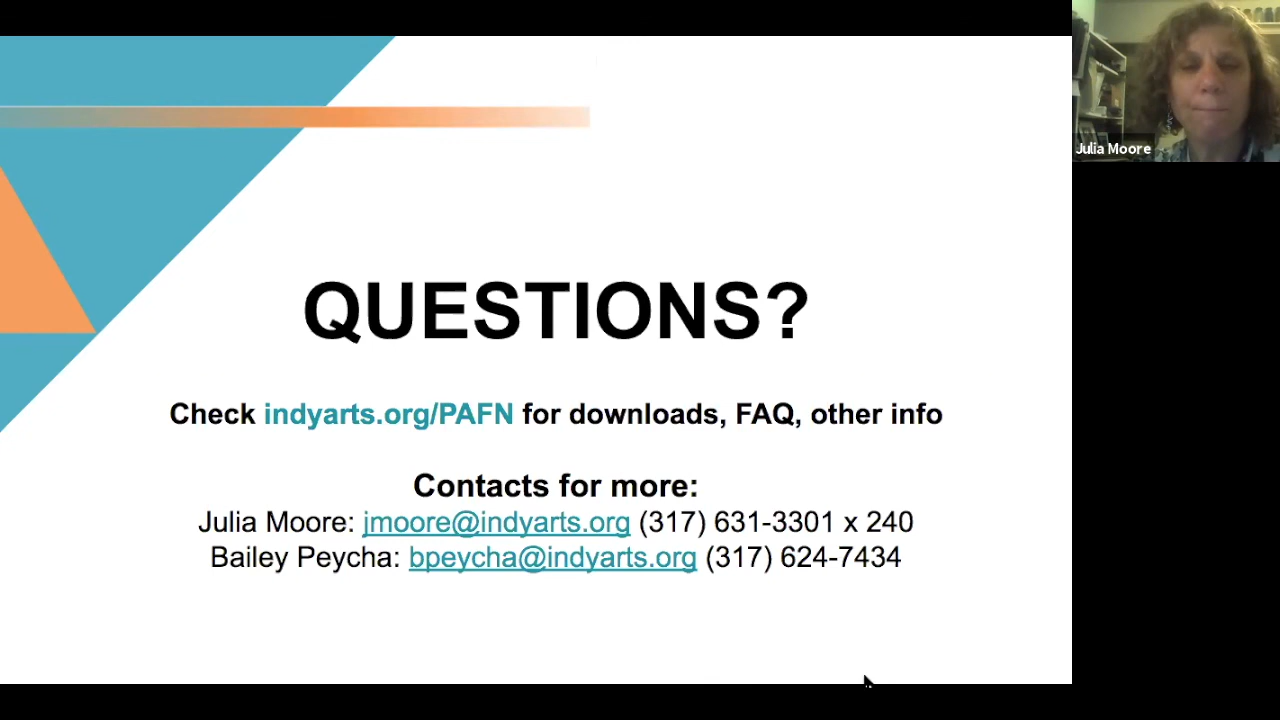 QUESTIONS?
Check indyarts.org/PAFN for downloads, FAQ, other info
Contacts for more:
Julia Moore: jmoore@indyarts.org (317) 631-3301 x 240
Bailey Peycha: bpeycha@indyarts.org (317) 624-7434
Julia Moore